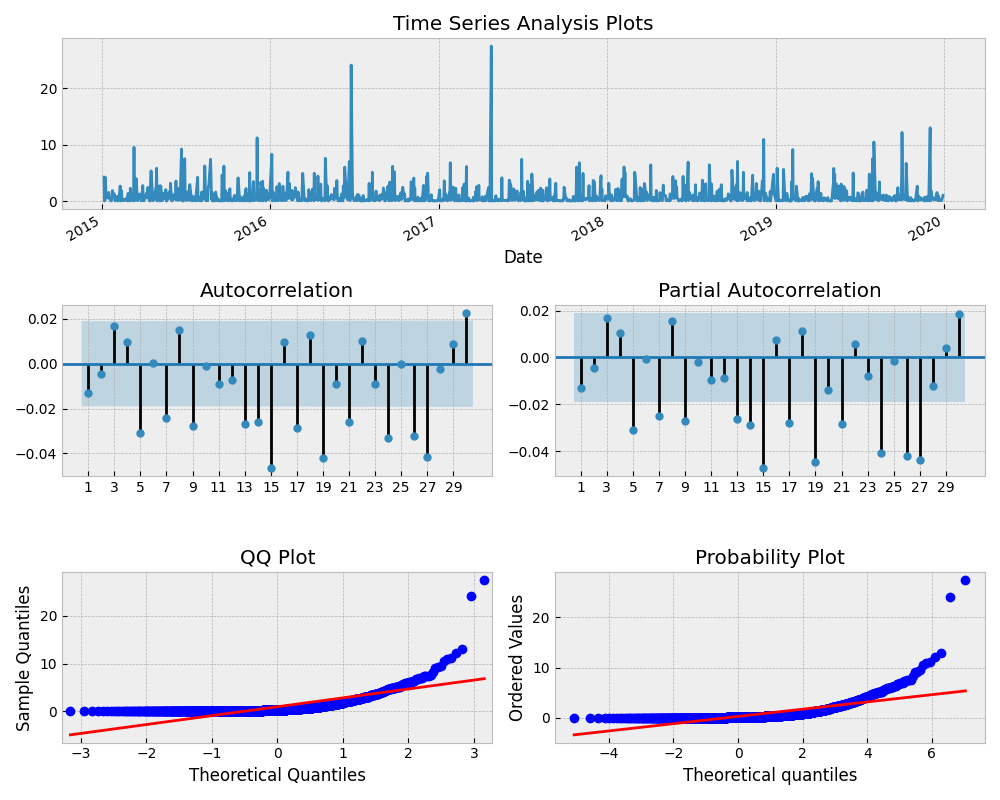 Time Series Analysis Plots
20
10
0
2015 2016 2017 2018 2019 2020
Date
Autocorrelation
0.02
0.00
−0.02
−0.04
1 3 5 7 9 11 13 15 17 19 21 23 25 27 29
Partial Autocorrelation
0.02
0.00
−0.02
−0.04
1 3 5 7 9 11 13 15 17 19 21 23 25 27 29
QQ Plot
Sample Quantiles
20
10
0
−3 −2 −1 0 1 2 3
Theoretical Quantiles
Probability Plot
Ordered Values
20
10
0
−4 −2 0 2 4 6
Theoretical quantiles